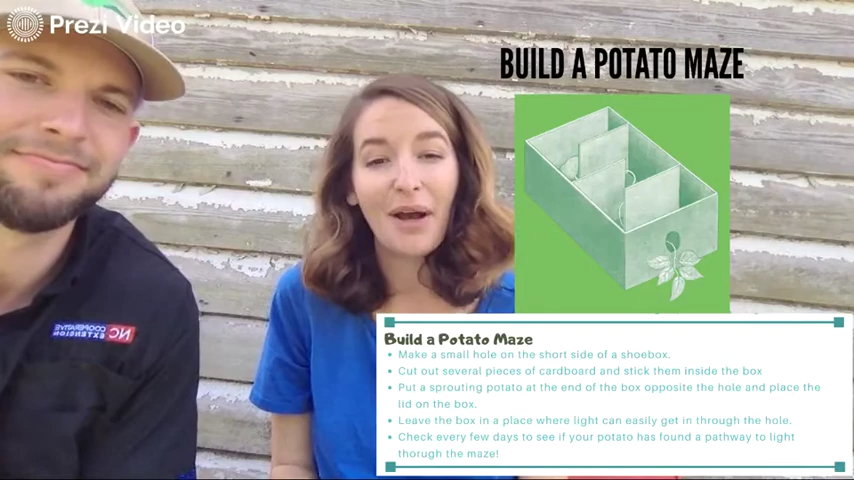 Prezi Video
BUILD A POTATO MAZE
NC COOPERATIVE
EXTENSION
Build a Potato Maze
Make a small hole on the short side of a shoebox.
Cut out several pieces of cardboard and stick them inside the box
Put a sprouting potato at the end of the box opposite the hole and place the
lid on the box.
Leave the box in a place where light can easily get in through the hole.
Check every few days to see if your potato has found a pathway to light
thorugh the maze!